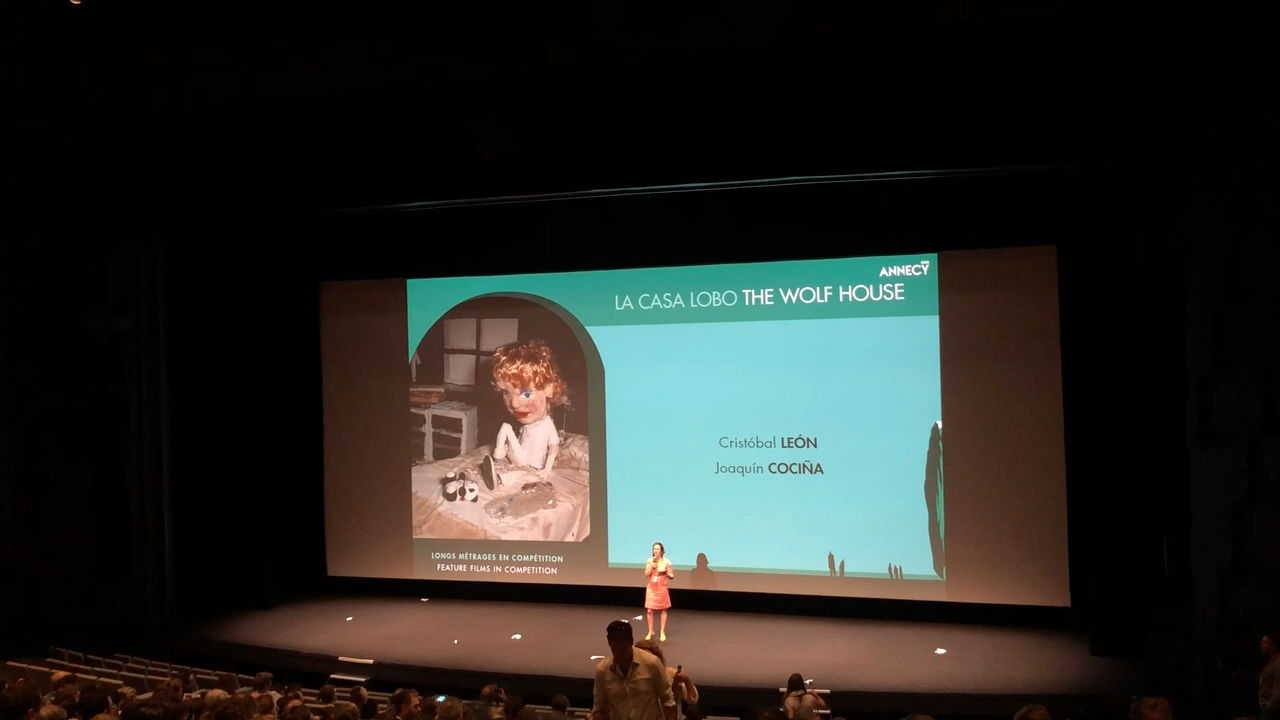 ANNECY
LA CASA LOBO THE WOLF HOUSE
Cristóbal LEÓN
Joaquín COCIÑA
LONGS MÉTRAGES EN COMPÉTITION
FEATURE FILMS IN COMPETITION